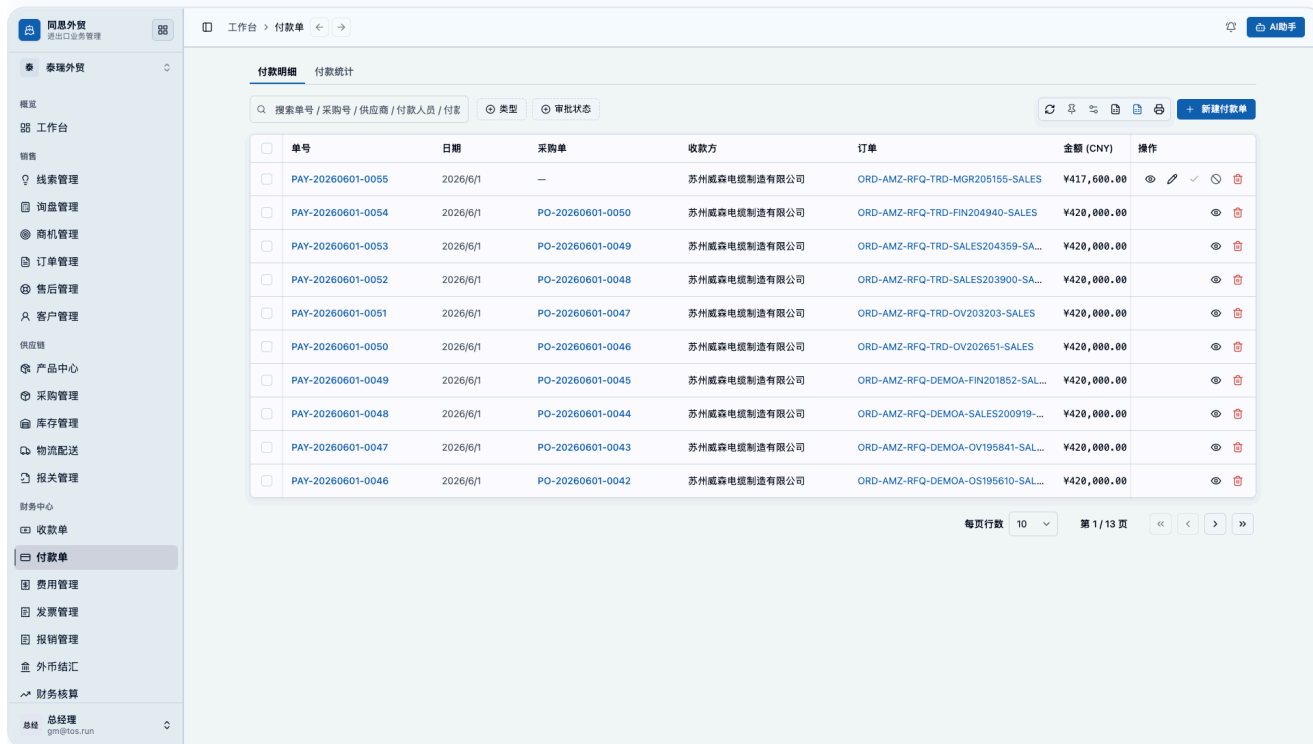 同思外贸
进出口业务管理
泰 泰瑞外贸
概览
工作台
销售
线索管理
询盘管理
商机管理
订单管理
售后管理
客户管理
供应链
产品中心
采购管理
库存管理
物流配送
报关管理
财务中心
收款单
付款单
费用管理
发票管理
报销管理
外币结汇
财务核算
总经 总经理
gm@tos.run
工作台 > 付款单
AI助手
付款明细 付款统计
搜索单号 / 采购号 / 供应商 / 付款人员 / 付款
类型 审批状态
新建付款单
单号 日期 采购单 收款方 订单 金额 (CNY) 操作
PAY-20260601-0055 2026/6/1 — 苏州威森电缆制造有限公司 ORD-AMZ-RFQ-TRD-MGR205155-SALES ¥417,600.00
PAY-20260601-0054 2026/6/1 PO-20260601-0050 苏州威森电缆制造有限公司 ORD-AMZ-RFQ-TRD-FIN204940-SALES ¥420,000.00
PAY-20260601-0053 2026/6/1 PO-20260601-0049 苏州威森电缆制造有限公司 ORD-AMZ-RFQ-TRD-SALES204359-SA... ¥420,000.00
PAY-20260601-0052 2026/6/1 PO-20260601-0048 苏州威森电缆制造有限公司 ORD-AMZ-RFQ-TRD-SALES203900-SA... ¥420,000.00
PAY-20260601-0051 2026/6/1 PO-20260601-0047 苏州威森电缆制造有限公司 ORD-AMZ-RFQ-TRD-OV203203-SALES ¥420,000.00
PAY-20260601-0050 2026/6/1 PO-20260601-0046 苏州威森电缆制造有限公司 ORD-AMZ-RFQ-TRD-OV202651-SALES ¥420,000.00
PAY-20260601-0049 2026/6/1 PO-20260601-0045 苏州威森电缆制造有限公司 ORD-AMZ-RFQ-DEMOA-FIN201852-SAL... ¥420,000.00
PAY-20260601-0048 2026/6/1 PO-20260601-0044 苏州威森电缆制造有限公司 ORD-AMZ-RFQ-DEMOA-SALES200919-... ¥420,000.00
PAY-20260601-0047 2026/6/1 PO-20260601-0043 苏州威森电缆制造有限公司 ORD-AMZ-RFQ-DEMOA-OV195841-SAL... ¥420,000.00
PAY-20260601-0046 2026/6/1 PO-20260601-0042 苏州威森电缆制造有限公司 ORD-AMZ-RFQ-DEMOA-OS195610-SAL... ¥420,000.00
每页行数 10 第 1 / 13 页